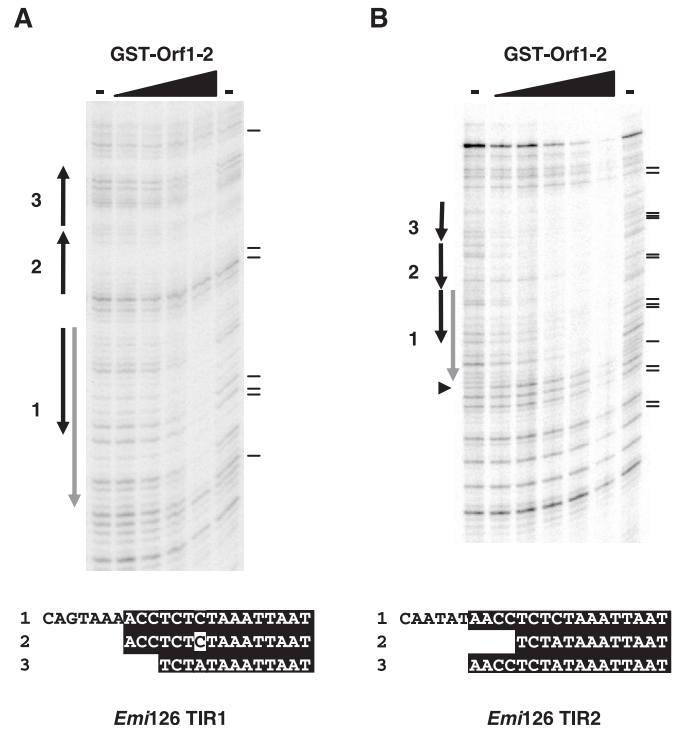 A
B
GST-Orf1-2
GST-Orf1-2
- -
- -
3
2
1
3
2
1
1 CAGTAAAACCTCTCTAAATTAAT
2 ACCTCTCTAAATTAAT
3 TCTATAAATTAAT
Emi126 TIR1
1 CAATATAACCTCTCTAAATTAAT
2 TCTATAAATTAAT
3 AACCTCTATAAATTAAT
Emi126 TIR2